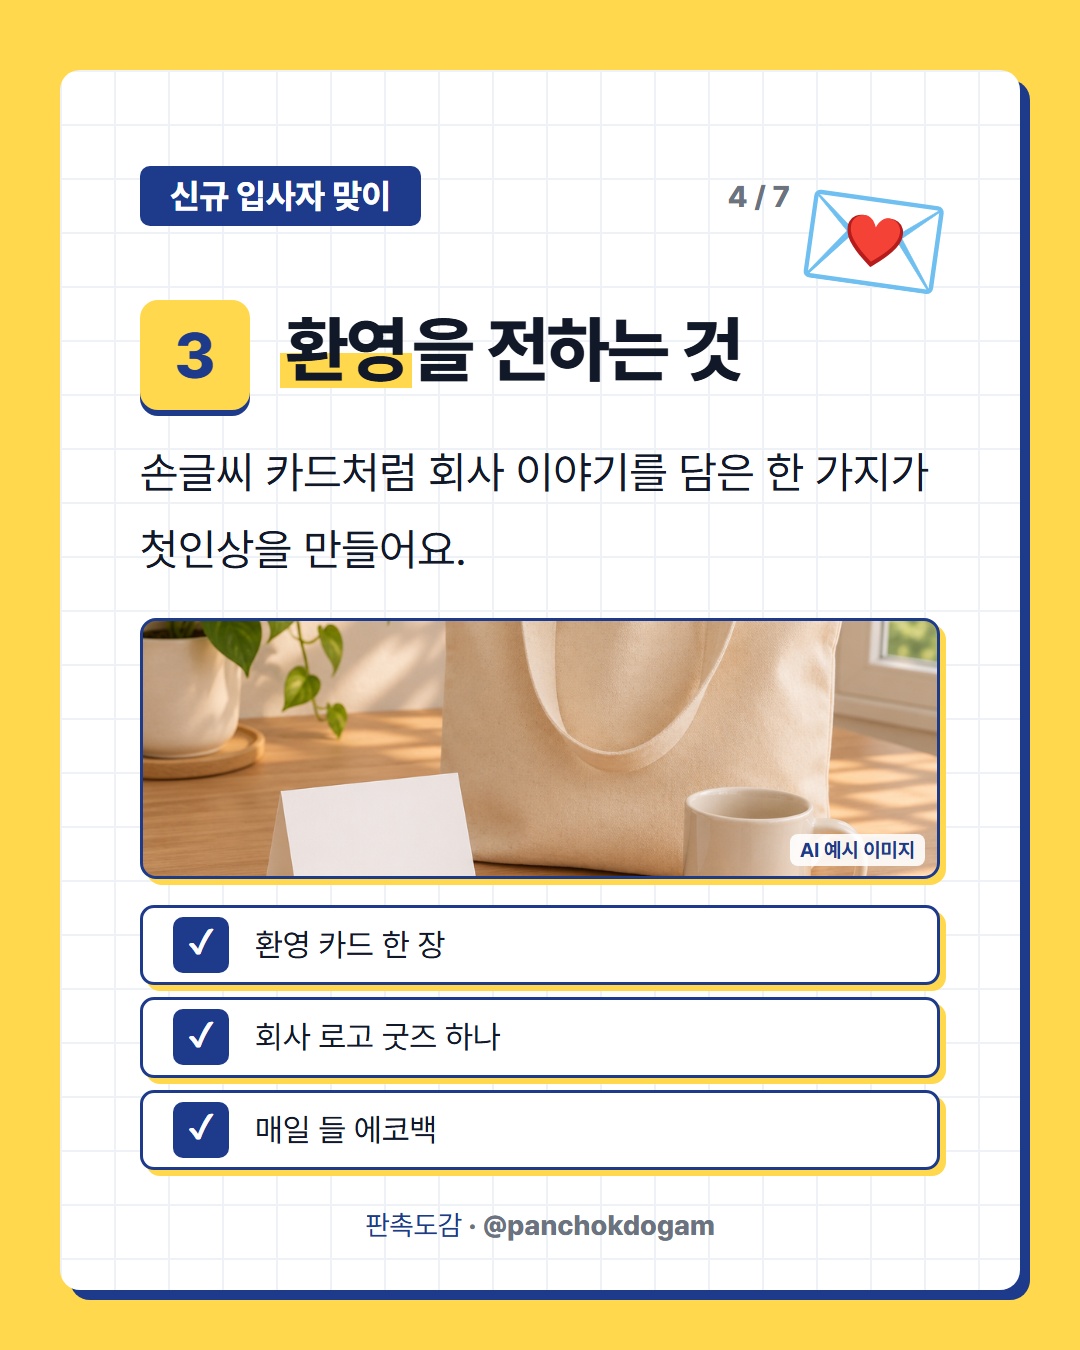 신규 입사자 맞이
4 / 7
3
환영을 전하는 것
손글씨 카드처럼 회사 이야기를 담은 한 가지가
첫인상을 만들어요.
AI 예시 이미지
환영 카드 한 장
회사 로고 굿즈 하나
매일 들 에코백
판촉도감 · @panchokdogam